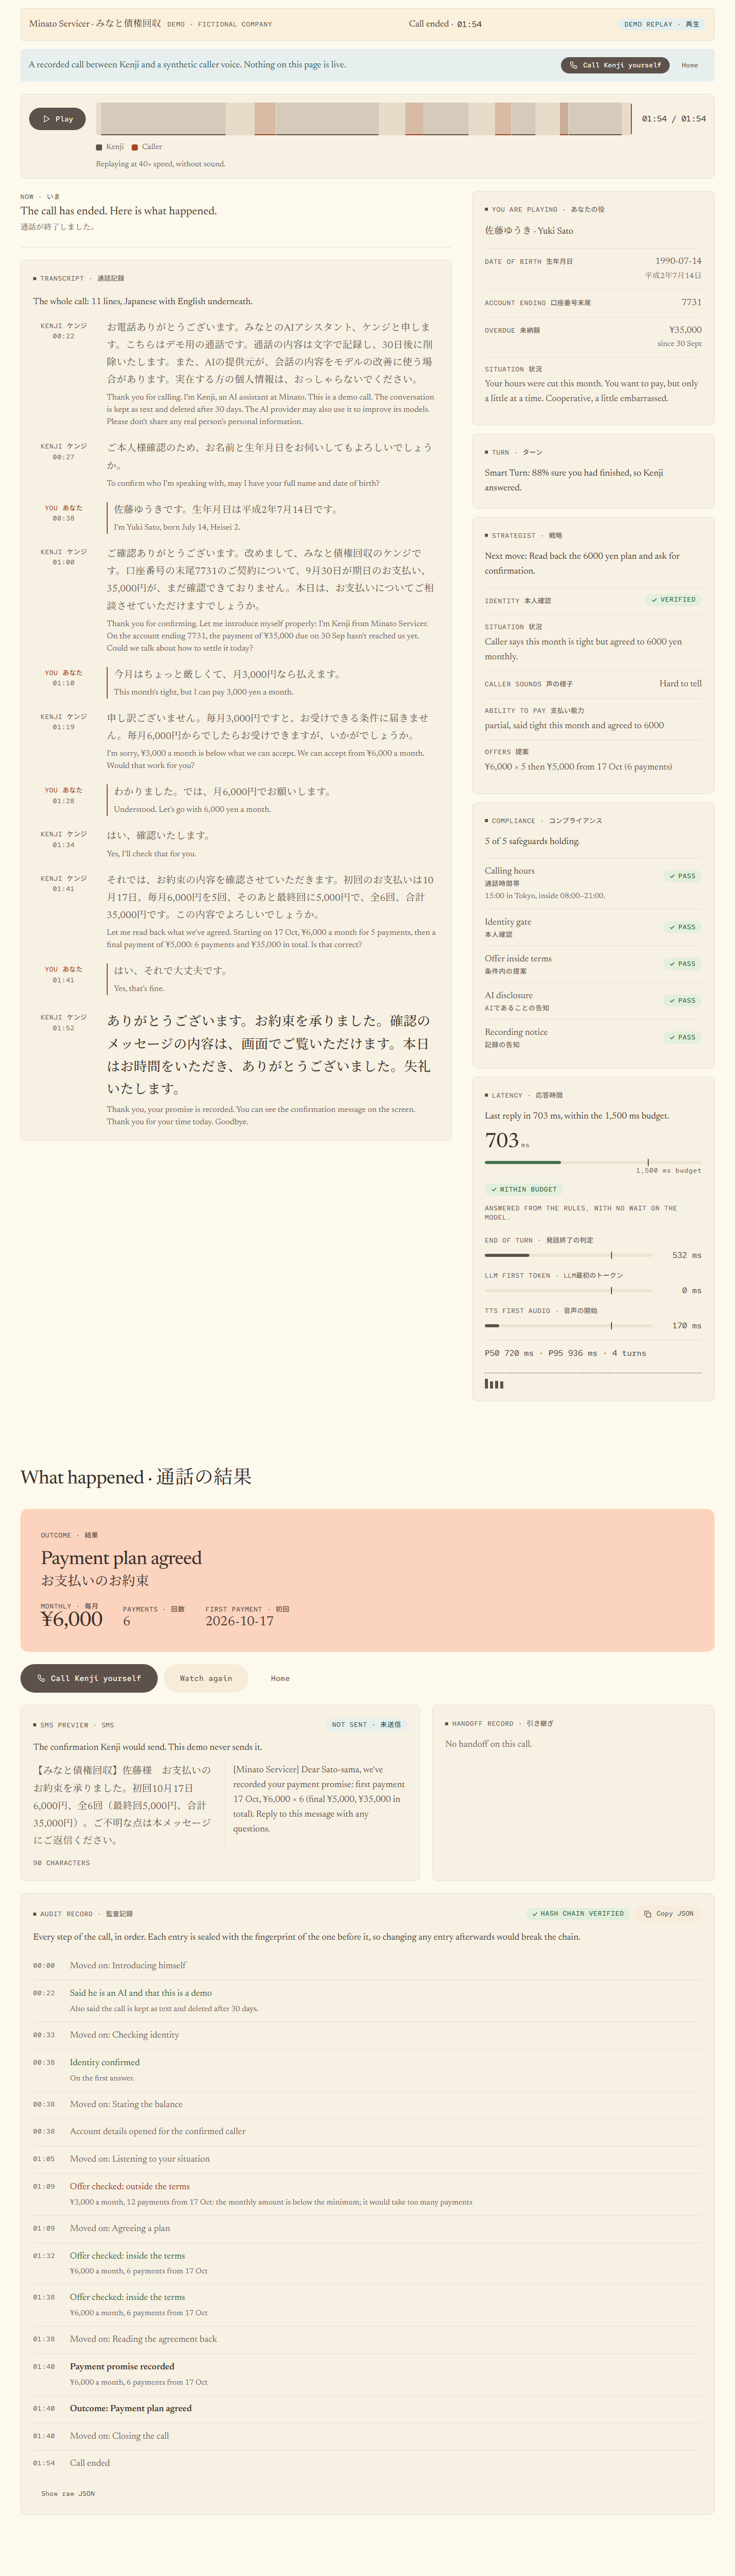 Minato Servicer · みなと債権回収 DEMO · FICTIONAL COMPANY
Call ended · 01:54
DEMO REPLAY · 再生
A recorded call between Kenji and a synthetic caller voice. Nothing on this page is live.
Call Kenji yourself
Home
Play
01:54 / 01:54
Kenji
Caller
Replaying at 40× speed, without sound.
NOW · いま
The call has ended. Here is what happened.
通話が終了しました。
TRANSCRIPT · 通話記録
The whole call: 11 lines, Japanese with English underneath.
KENJI ケンジ
00:22
お電話ありがとうございます。みなとのAIアシスタント、ケンジと申しま
す。こちらはデモ用の通話です。通話の内容は文字で記録し、30日後に削
除いたします。また、AIの提供元が、会話の内容をモデルの改善に使う場
合があります。実在する方の個人情報は、おっしゃらないでください。
Thank you for calling. I'm Kenji, an AI assistant at Minato. This is a demo call. The conversation
is kept as text and deleted after 30 days. The AI provider may also use it to improve its models.
Please don't share any real person's personal information.
KENJI ケンジ
00:27
ご本人様確認のため、お名前と生年月日をお伺いしてもよろしいでしょう
か。
To confirm who I'm speaking with, may I have your full name and date of birth?
YOU あなた
00:38
佐藤ゆうきです。生年月日は平成2年7月14日です。
I'm Yuki Sato, born July 14, Heisei 2.
KENJI ケンジ
01:00
ご確認ありがとうございます。改めまして、みなと債権回収のケンジで
す。口座番号の末尾7731のご契約について、9月30日が期日のお支払い、
35,000円が、まだ確認できておりません。本日は、お支払いについてご相
談させていただけますでしょうか。
Thank you for confirming. Let me introduce myself properly: I'm Kenji from Minato Servicer.
On the account ending 7731, the payment of ¥35,000 due on 30 Sep hasn't reached us yet.
Could we talk about how to settle it today?
YOU あなた
01:10
今月はちょっと厳しくて、月3,000円なら払えます。
This month's tight, but I can pay 3,000 yen a month.
KENJI ケンジ
01:19
申し訳ございません。毎月3,000円ですと、お受けできる条件に届きませ
ん。毎月6,000円からでしたらお受けできますが、いかがでしょうか。
I'm sorry, ¥3,000 a month is below what we can accept. We can accept from ¥6,000 a month.
Would that work for you?
YOU あなた
01:28
わかりました。では、月6,000円でお願いします。
Understood. Let's go with 6,000 yen a month.
KENJI ケンジ
01:34
はい、確認いたします。
Yes, I'll check that for you.
KENJI ケンジ
01:41
それでは、お約束の内容を確認させていただきます。初回のお支払いは10
月17日、毎月6,000円を5回、そのあと最終回に5,000円で、全6回、合計
35,000円です。この内容でよろしいでしょうか。
Let me read back what we've agreed. Starting on 17 Oct, ¥6,000 a month for 5 payments, then a
final payment of ¥5,000: 6 payments and ¥35,000 in total. Is that correct?
YOU あなた
01:41
はい、それで大丈夫です。
Yes, that's fine.
KENJI ケンジ
01:52
ありがとうございます。お約束を承りました。確認の
メッセージの内容は、画面でご覧いただけます。本日
はお時間をいただき、ありがとうございました。失礼
いたします。
Thank you, your promise is recorded. You can see the confirmation message on the screen.
Thank you for your time today. Goodbye.
YOU ARE PLAYING · あなたの役
佐藤ゆうき · Yuki Sato
DATE OF BIRTH 生年月日
1990-07-14
平成2年7月14日
ACCOUNT ENDING 口座番号末尾
7731
OVERDUE 未納額
¥35,000
since 30 Sept
SITUATION 状況
Your hours were cut this month. You want to pay, but only
a little at a time. Cooperative, a little embarrassed.
TURN · ターン
Smart Turn: 88% sure you had finished, so Kenji
answered.
STRATEGIST · 戦略
Next move: Read back the 6000 yen plan and ask for
confirmation.
IDENTITY 本人確認
VERIFIED
SITUATION 状況
Caller says this month is tight but agreed to 6000 yen
monthly.
CALLER SOUNDS 声の様子
Hard to tell
ABILITY TO PAY 支払い能力
partial, said tight this month and agreed to 6000
OFFERS 提案
¥6,000 × 5 then ¥5,000 from 17 Oct (6 payments)
COMPLIANCE · コンプライアンス
5 of 5 safeguards holding.
Calling hours
通話時間帯
15:00 in Tokyo, inside 08:00–21:00.
PASS
Identity gate
本人確認
PASS
Offer inside terms
条件内の提案
PASS
AI disclosure
AIであることの告知
PASS
Recording notice
記録の告知
PASS
LATENCY · 応答時間
Last reply in 703 ms, within the 1,500 ms budget.
703 ms
1,500 ms budget
WITHIN BUDGET
ANSWERED FROM THE RULES, WITH NO WAIT ON THE
MODEL.
END OF TURN · 発話終了の判定
532 ms
LLM FIRST TOKEN · LLM最初のトークン
0 ms
TTS FIRST AUDIO · 音声の開始
170 ms
P50 720 ms · P95 936 ms · 4 turns
What happened · 通話の結果
OUTCOME · 結果
Payment plan agreed
お支払いのお約束
MONTHLY · 毎月
¥6,000
PAYMENTS · 回数
6
FIRST PAYMENT · 初回
2026-10-17
Call Kenji yourself
Watch again
Home
SMS PREVIEW · SMS
NOT SENT · 未送信
The confirmation Kenji would send. This demo never sends it.
【みなと債権回収】佐藤様　お支払いの
お約束を承りました。初回10月17日
6,000円、全6回（最終回5,000円、合計
35,000円）。ご不明な点は本メッセージ
にご返信ください。
[Minato Servicer] Dear Sato-sama, we've
recorded your payment promise: first payment
17 Oct, ¥6,000 × 6 (final ¥5,000, ¥35,000 in
total). Reply to this message with any
questions.
90 CHARACTERS
HANDOFF RECORD · 引き継ぎ
No handoff on this call.
AUDIT RECORD · 監査記録
HASH CHAIN VERIFIED
Copy JSON
Every step of the call, in order. Each entry is sealed with the fingerprint of the one before it, so changing any entry afterwards would break the chain.
00:00 Moved on: Introducing himself
00:22 Said he is an AI and that this is a demo
Also said the call is kept as text and deleted after 30 days.
00:33 Moved on: Checking identity
00:38 Identity confirmed
On the first answer.
00:38 Moved on: Stating the balance
00:38 Account details opened for the confirmed caller
01:05 Moved on: Listening to your situation
01:09 Offer checked: outside the terms
¥3,000 a month, 12 payments from 17 Oct: the monthly amount is below the minimum; it would take too many payments
01:09 Moved on: Agreeing a plan
01:32 Offer checked: inside the terms
¥6,000 a month, 6 payments from 17 Oct
01:38 Offer checked: inside the terms
¥6,000 a month, 6 payments from 17 Oct
01:38 Moved on: Reading the agreement back
01:40 Payment promise recorded
¥6,000 a month, 6 payments from 17 Oct
01:40 Outcome: Payment plan agreed
01:40 Moved on: Closing the call
01:54 Call ended
Show raw JSON